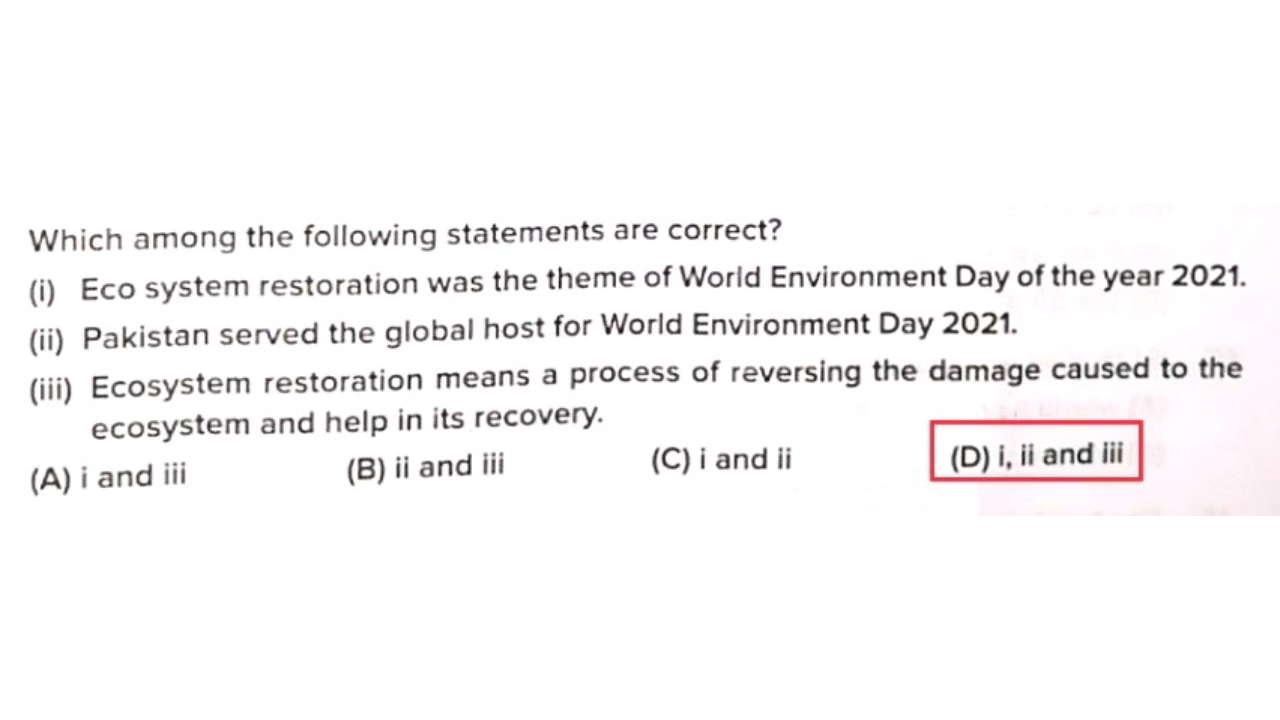 Which among the following statements are correct?
(i) Eco system restoration was the theme of World Environment Day of the year 2021.
(ii) Pakistan served the global host for World Environment Day 2021.
(iii) Ecosystem restoration means a process of reversing the damage caused to the
ecosystem and help in its recovery.
(A) i and iii (B) ii and iii (C) i and ii (D) i, ii and iii